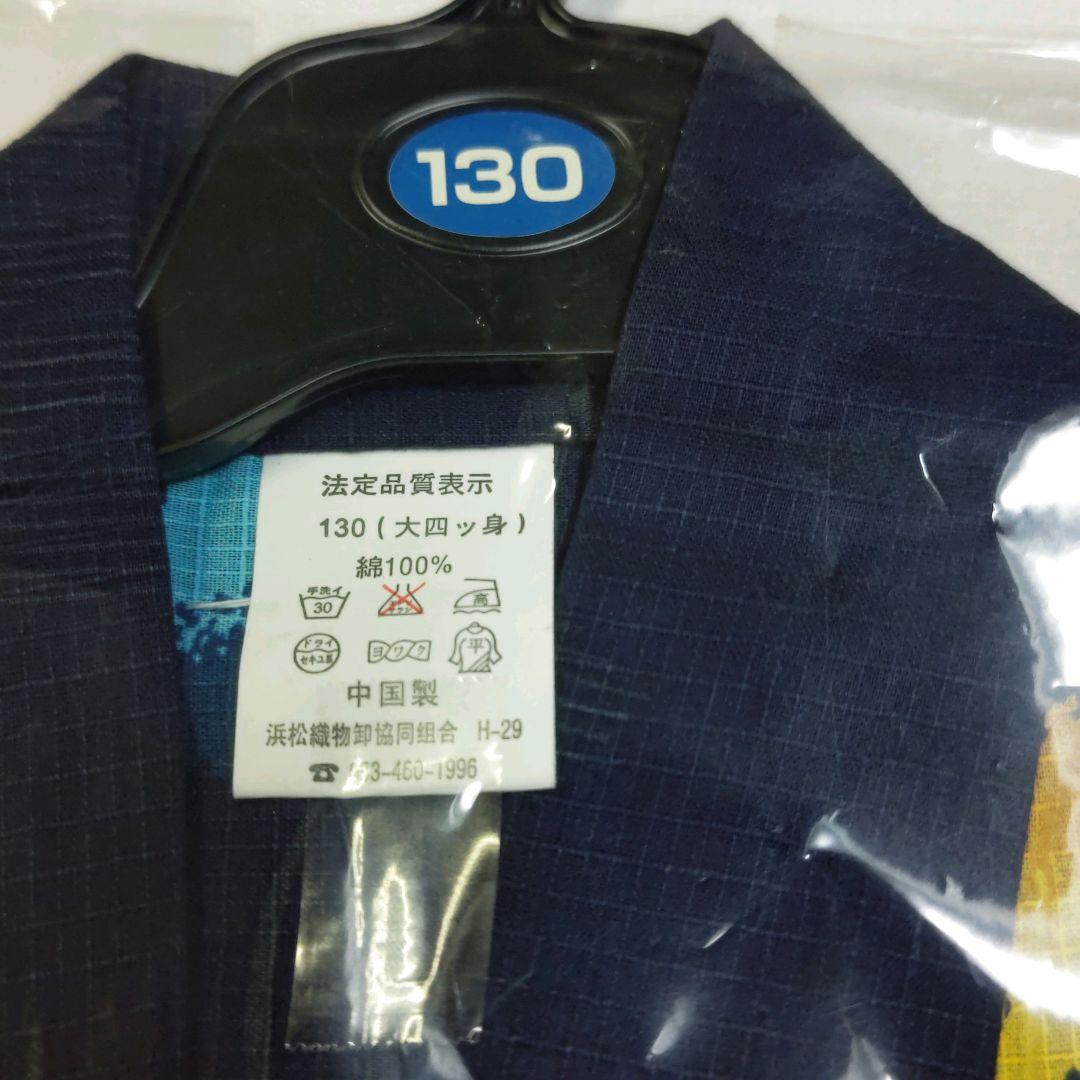 130
法定品質表示
130（大四ッ身）
綿100%
手洗イ 30 高
ドライ セキユ系 ヨワク 平
中国製
浜松織物卸協同組合 H-29
☎ 053-460-1996